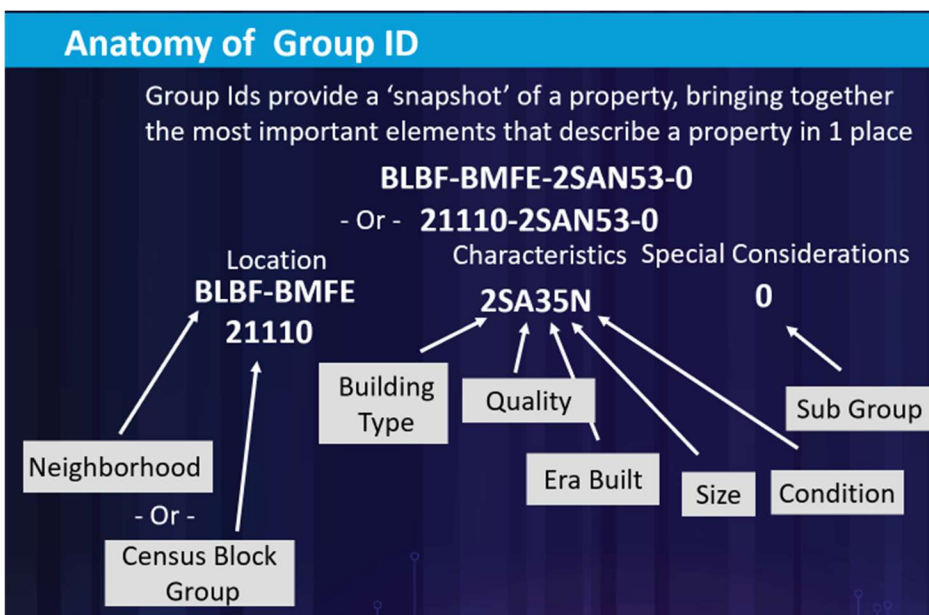 Anatomy of Group ID
Group Ids provide a ‘snapshot’ of a property, bringing together
the most important elements that describe a property in 1 place
BLBF-BMFE-2SAN53-0
- Or - 21110-2SAN53-0
Location
BLBF-BMFE
21110
Characteristics
2SA35N
Special Considerations
0
Building
Type
Quality
Sub Group
Neighborhood
Era Built
Size
Condition
- Or -
Census Block
Group